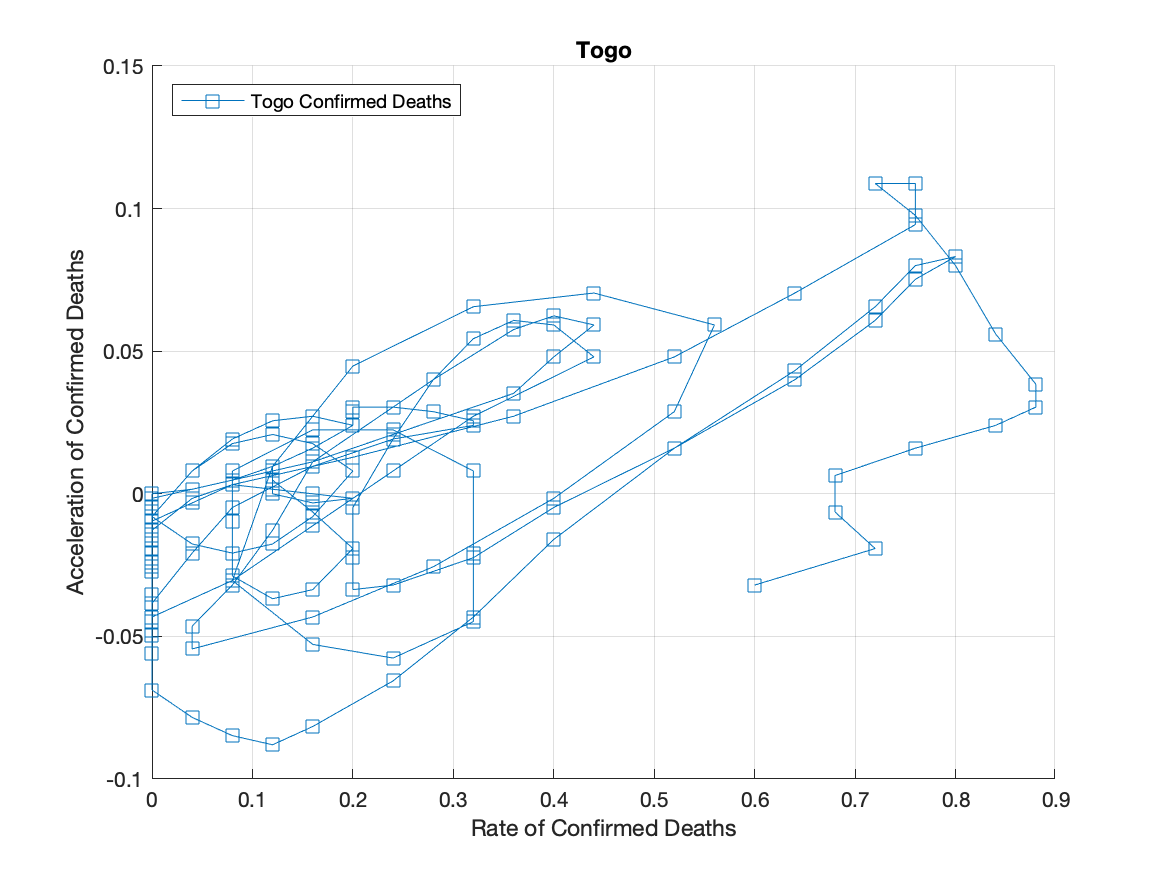 Togo
Togo Confirmed Deaths
0.15
0.1
0.05
0
-0.05
-0.1
Acceleration of Confirmed Deaths
0 0.1 0.2 0.3 0.4 0.5 0.6 0.7 0.8 0.9
Rate of Confirmed Deaths